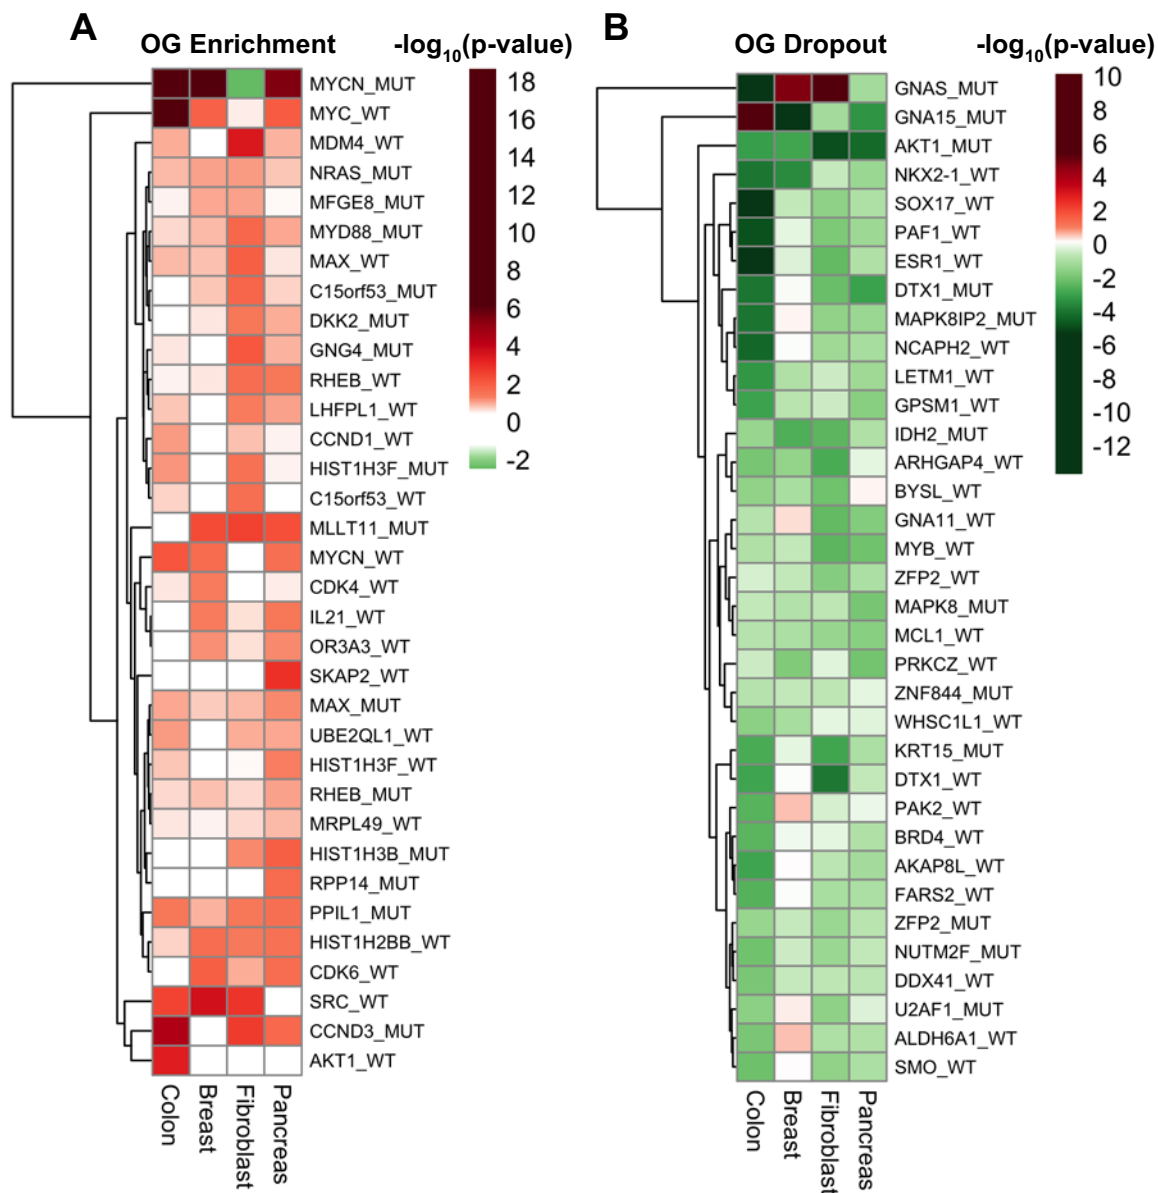 A
OG Enrichment
-log10(p-value)
MYCN_MUT
MYC_WT
MDM4_WT
NRAS_MUT
MFGE8_MUT
MYD88_MUT
MAX_WT
C15orf53_MUT
DKK2_MUT
GNG4_MUT
RHEB_WT
LHFPL1_WT
CCND1_WT
HIST1H3F_MUT
C15orf53_WT
MLLT11_MUT
MYCN_WT
CDK4_WT
IL21_WT
OR3A3_WT
SKAP2_WT
MAX_MUT
UBE2QL1_WT
HIST1H3F_WT
RHEB_MUT
MRPL49_WT
HIST1H3B_MUT
RPP14_MUT
PPIL1_MUT
HIST1H2BB_WT
CDK6_WT
SRC_WT
CCND3_MUT
AKT1_WT
18
16
14
12
10
8
6
4
2
0
-2
Colon
Breast
Fibroblast
Pancreas
B
OG Dropout
-log10(p-value)
GNAS_MUT
GNA15_MUT
AKT1_MUT
NKX2-1_WT
SOX17_WT
PAF1_WT
ESR1_WT
DTX1_MUT
MAPK8IP2_MUT
NCAPH2_WT
LETM1_WT
GPSM1_WT
IDH2_MUT
ARHGAP4_WT
BYSL_WT
GNA11_WT
MYB_WT
ZFP2_WT
MAPK8_MUT
MCL1_WT
PRKCZ_WT
ZNF844_MUT
WHSC1L1_WT
KRT15_MUT
DTX1_WT
PAK2_WT
BRD4_WT
AKAP8L_WT
FARS2_WT
ZFP2_MUT
NUTM2F_MUT
DDX41_WT
U2AF1_MUT
ALDH6A1_WT
SMO_WT
10
8
6
4
2
0
-2
-4
-6
-8
-10
-12
Colon
Breast
Fibroblast
Pancreas